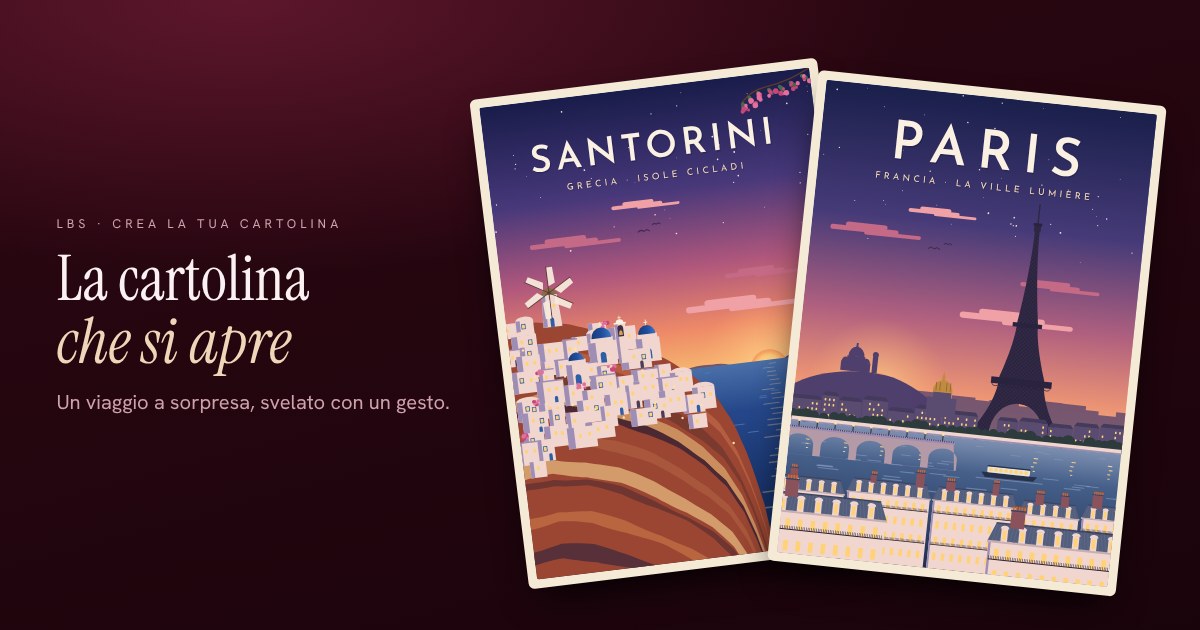 LBS · CREA LA TUA CARTOLINA
La cartolina
che si apre
Un viaggio a sorpresa, svelato con un gesto.
SANTORINI
GRECIA · ISOLE CICLADI
PARIS
FRANCIA · LA VILLE LUMIÈRE